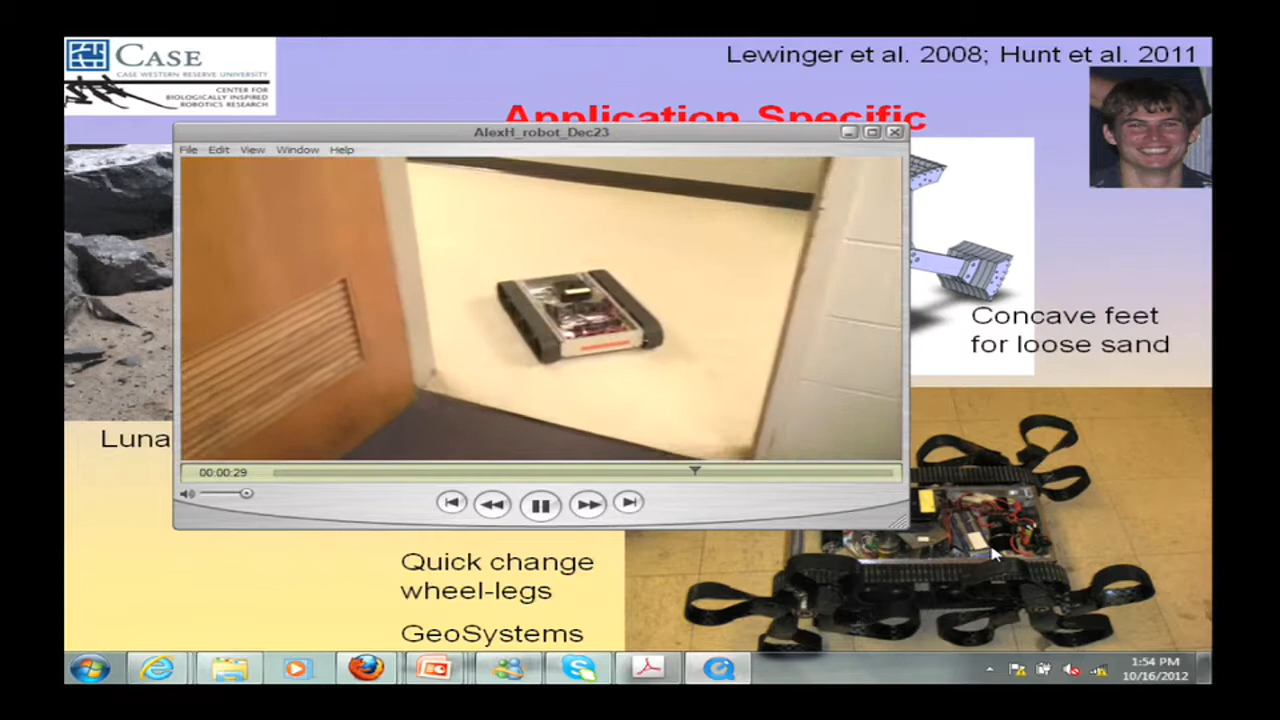 CASE
CASE WESTERN RESERVE UNIVERSITY
CENTER FOR
BIOLOGICALLY INSPIRED
ROBOTICS RESEARCH
Lewinger et al. 2008; Hunt et al. 2011
Application Specific
AlexH_robot_Dec23
File Edit View Window Help
Concave feet
for loose sand
Luna
00:00:29
Quick change
wheel-legs
GeoSystems
1:54 PM
10/16/2012